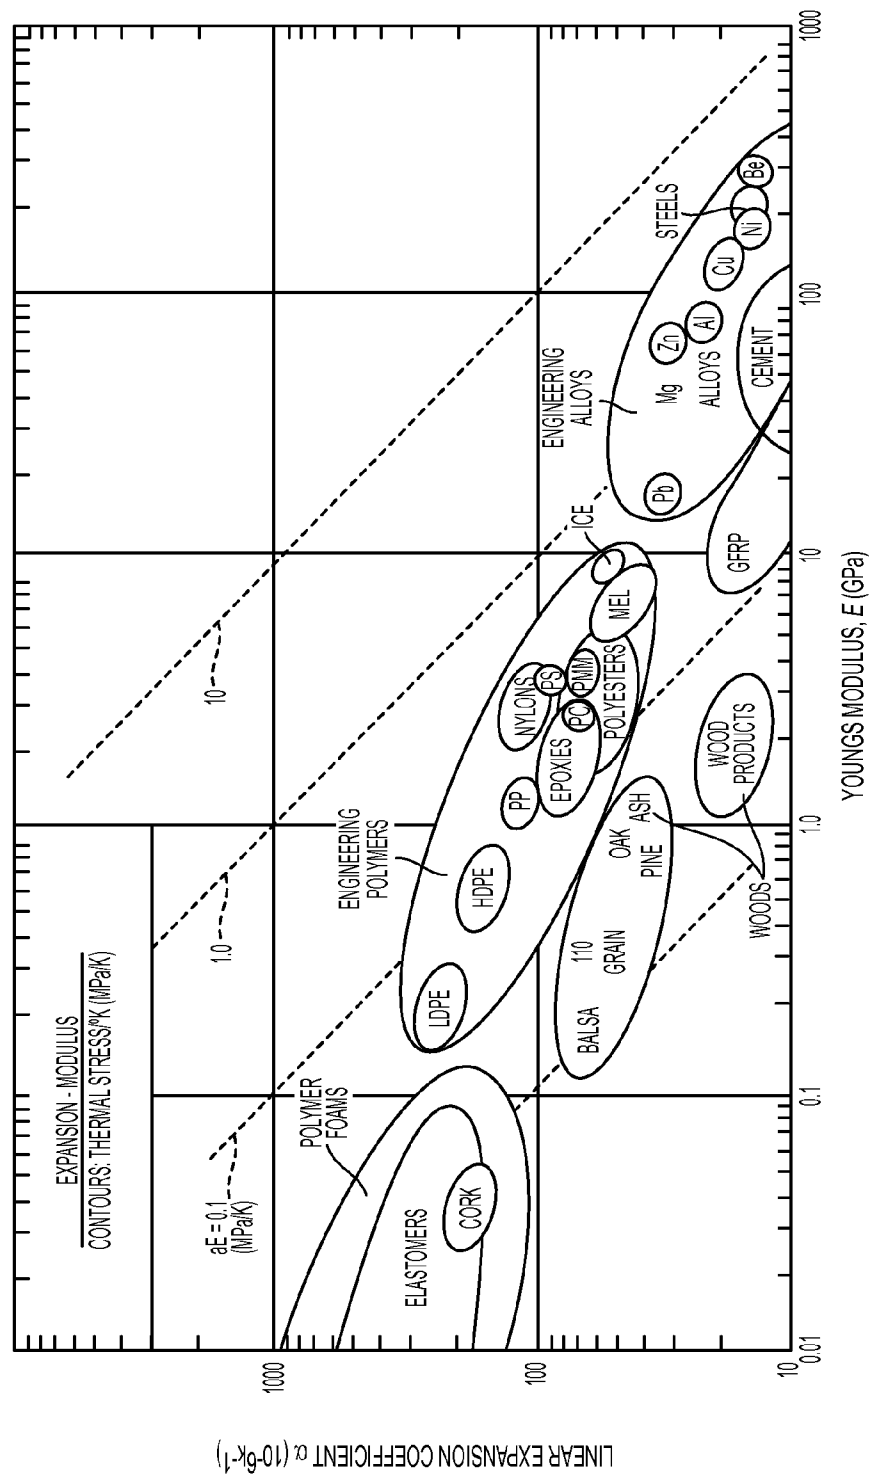 EXPANSION - MODULUS
CONTOURS: THERMAL STRESS/ºK (MPa/K)
10
1.0
aE = 0.1
(MPa/K)
POLYMER
FOAMS
ELASTOMERS
CORK
ENGINEERING
POLYMERS
LDPE
HDPE
PP
NYLONS
PS
EPOXIES
PC
PMM
POLYESTERS
MEL
ICE
BALSA
110
GRAIN
OAK
ASH
PINE
WOODS
WOOD
PRODUCTS
ENGINEERING
ALLOYS
Pb
Mg
Zn
Al
ALLOYS
Cu
STEELS
Ni
Be
CEMENT
GFRP
1000
100
10
0.01
0.1
1.0
10
100
1000
YOUNGS MODULUS, E (GPa)
LINEAR EXPANSION COEFFICIENT α (10-6k-1)